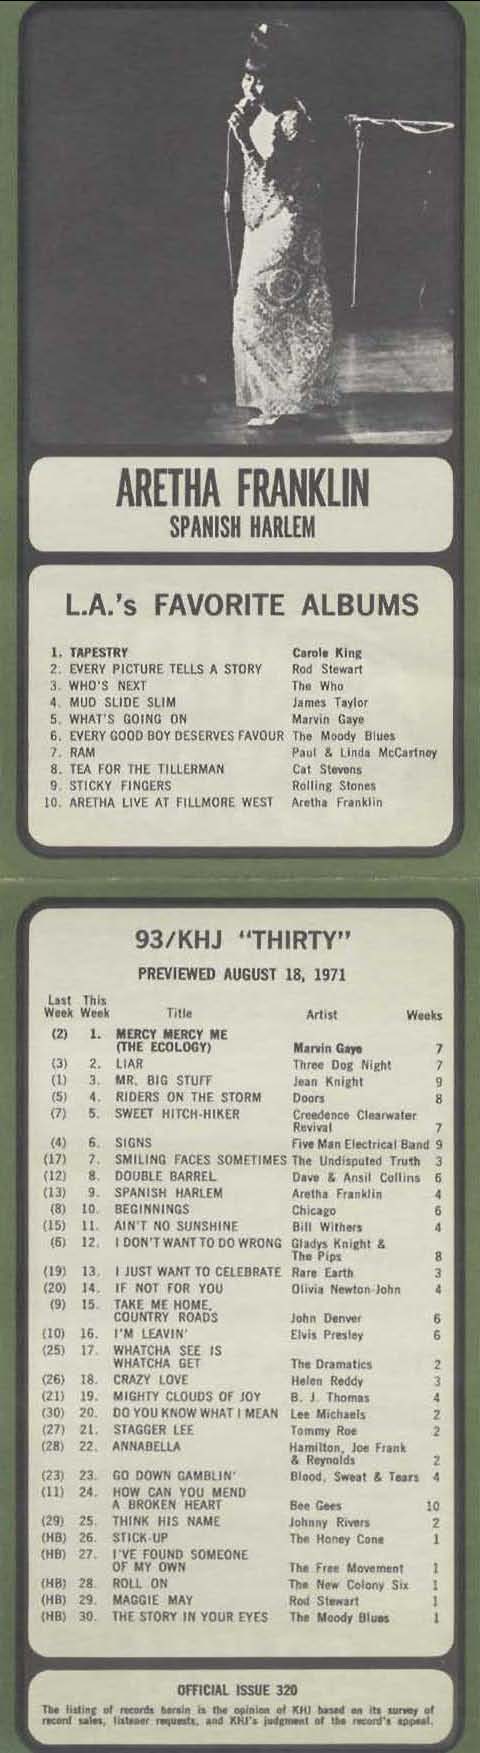 ARETHA FRANKLIN
SPANISH HARLEM
L.A.'s FAVORITE ALBUMS
1. TAPESTRY Carole King
2. EVERY PICTURE TELLS A STORY Rod Stewart
3. WHO'S NEXT The Who
4. MUD SLIDE SLIM James Taylor
5. WHAT'S GOING ON Marvin Gaye
6. EVERY GOOD BOY DESERVES FAVOUR The Moody Blues
7. RAM Paul & Linda McCartney
8. TEA FOR THE TILLERMAN Cat Stevens
9. STICKY FINGERS Rolling Stones
10. ARETHA LIVE AT FILLMORE WEST Aretha Franklin
93/KHJ "THIRTY"
PREVIEWED AUGUST 18, 1971
Last This
Week Week Title Artist Weeks
(2) 1. MERCY MERCY ME
(THE ECOLOGY) Marvin Gaye 7
(3) 2. LIAR Three Dog Night 7
(1) 3. MR. BIG STUFF Jean Knight 9
(5) 4. RIDERS ON THE STORM Doors 8
(7) 5. SWEET HITCH-HIKER Creedence Clearwater
Revival 7
(4) 6. SIGNS Five Man Electrical Band 9
(17) 7. SMILING FACES SOMETIMES The Undisputed Truth 3
(12) 8. DOUBLE BARREL Dave & Ansil Collins 6
(13) 9. SPANISH HARLEM Aretha Franklin 4
(8) 10. BEGINNINGS Chicago 6
(15) 11. AIN'T NO SUNSHINE Bill Withers 4
(6) 12. I DON'T WANT TO DO WRONG Gladys Knight &
The Pips 8
(19) 13. I JUST WANT TO CELEBRATE Rare Earth 3
(20) 14. IF NOT FOR YOU Olivia Newton-John 4
(9) 15. TAKE ME HOME,
COUNTRY ROADS John Denver 6
(10) 16. I'M LEAVIN' Elvis Presley 6
(25) 17. WHATCHA SEE IS
WHATCHA GET The Dramatics 2
(26) 18. CRAZY LOVE Helen Reddy 3
(21) 19. MIGHTY CLOUDS OF JOY B. J. Thomas 4
(30) 20. DO YOU KNOW WHAT I MEAN Lee Michaels 2
(27) 21. STAGGER LEE Tommy Roe 2
(28) 22. ANNABELLA Hamilton, Joe Frank
& Reynolds 2
(23) 23. GO DOWN GAMBLIN' Blood, Sweat & Tears 4
(11) 24. HOW CAN YOU MEND
A BROKEN HEART Bee Gees 10
(29) 25. THINK HIS NAME Johnny Rivers 2
(HB) 26. STICK-UP The Honey Cone 1
(HB) 27. I'VE FOUND SOMEONE
OF MY OWN The Free Movement 1
(HB) 28. ROLL ON The New Colony Six 1
(HB) 29. MAGGIE MAY Rod Stewart 1
(HB) 30. THE STORY IN YOUR EYES The Moody Blues 1
OFFICIAL ISSUE 320
The listing of records herein is the opinion of KHJ based on its survey of
record sales, listener requests, and KHJ's judgment of the record's appeal.